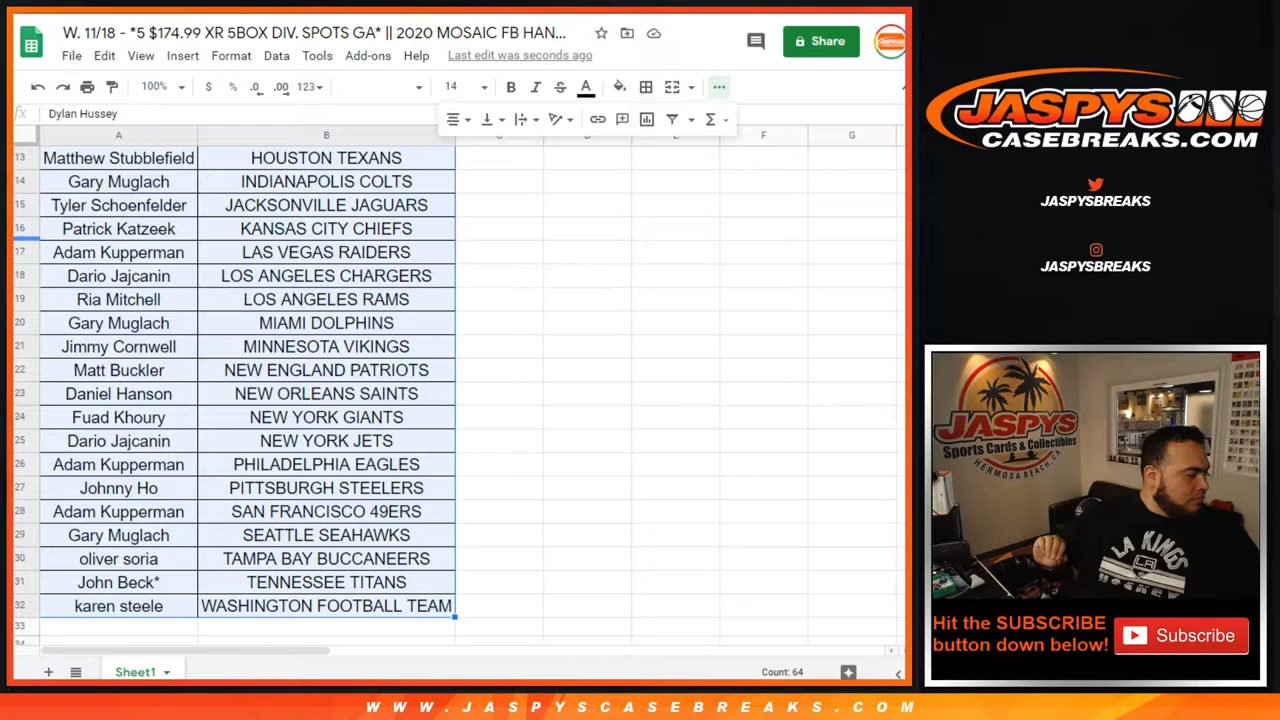 W. 11/18 - *5 $174.99 XR 5BOX DIV. SPOTS GA* || 2020 MOSAIC FB HAN...
File Edit View Insert Format Data Tools Add-ons Help Last edit was seconds ago
Share
100% $ % .0 .00 123 14 B I S A
fx Dylan Hussey
A B F G
13 Matthew Stubblefield HOUSTON TEXANS
14 Gary Muglach INDIANAPOLIS COLTS
15 Tyler Schoenfelder JACKSONVILLE JAGUARS
16 Patrick Katzeek KANSAS CITY CHIEFS
17 Adam Kupperman LAS VEGAS RAIDERS
18 Dario Jajcanin LOS ANGELES CHARGERS
19 Ria Mitchell LOS ANGELES RAMS
20 Gary Muglach MIAMI DOLPHINS
21 Jimmy Cornwell MINNESOTA VIKINGS
22 Matt Buckler NEW ENGLAND PATRIOTS
23 Daniel Hanson NEW ORLEANS SAINTS
24 Fuad Khoury NEW YORK GIANTS
25 Dario Jajcanin NEW YORK JETS
26 Adam Kupperman PHILADELPHIA EAGLES
27 Johnny Ho PITTSBURGH STEELERS
28 Adam Kupperman SAN FRANCISCO 49ERS
29 Gary Muglach SEATTLE SEAHAWKS
30 oliver soria TAMPA BAY BUCCANEERS
31 John Beck* TENNESSEE TITANS
32 karen steele WASHINGTON FOOTBALL TEAM
33
Sheet1
Count: 64
JASPYS
CASEBREAKS.COM
JASPYSBREAKS
JASPYSBREAKS
JASPYS
Sports Cards & Collectibles
HERMOSA BEACH, CA
LA KINGS
LA
HOCKEY
Hit the SUBSCRIBE
button down below!
Subscribe
WWW.JASPYSCASEBREAKS.COM